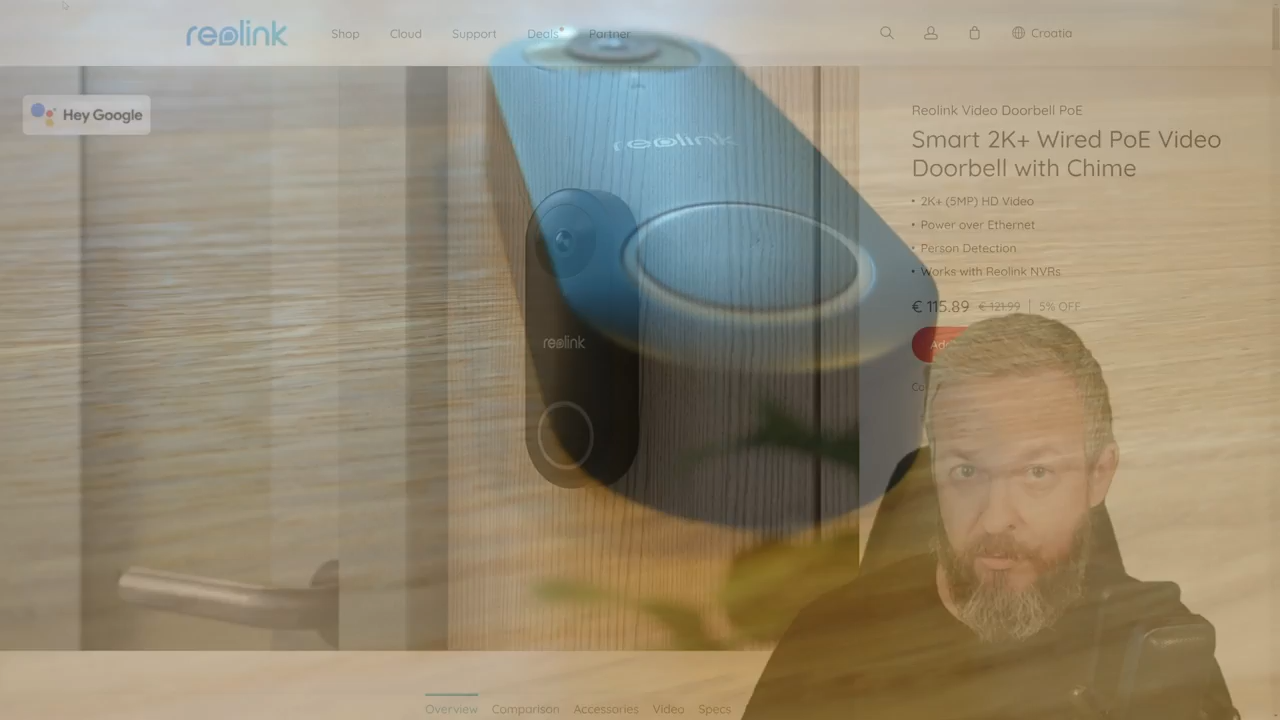 reolink
Shop Cloud Support Deals Partner
Croatia
Hey Google
reolink
reolink
Reolink Video Doorbell PoE
Smart 2K+ Wired PoE Video
Doorbell with Chime
• 2K+ (5MP) HD Video
• Power over Ethernet
• Person Detection
• Works with Reolink NVRs
€ 115.89 € 121.99 | 5% OFF
Overview Comparison Accessories Video Specs